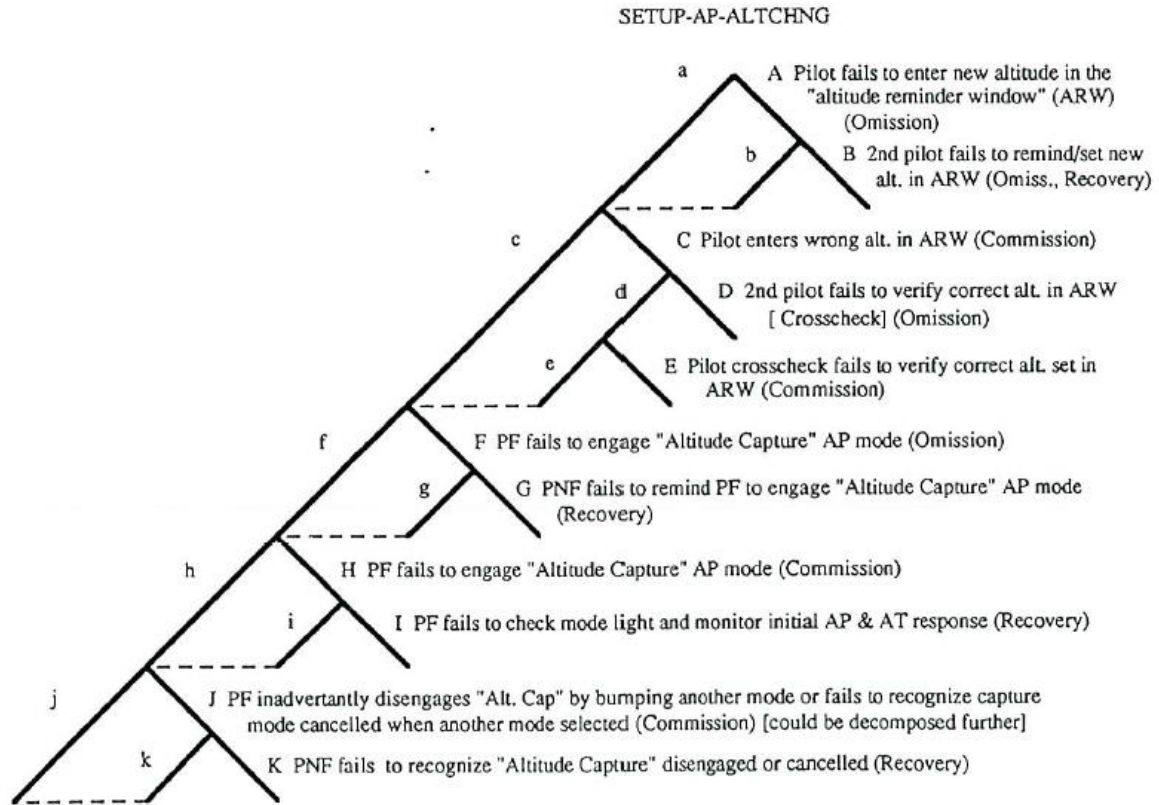 SETUP-AP-ALTCHNG
a
A Pilot fails to enter new altitude in the
"altitude reminder window" (ARW)
(Omission)
b
B 2nd pilot fails to remind/set new
alt. in ARW (Omiss., Recovery)
c
C Pilot enters wrong alt. in ARW (Commission)
d
D 2nd pilot fails to verify correct alt. in ARW
[ Crosscheck] (Omission)
e
E Pilot crosscheck fails to verify correct alt. set in
ARW (Commission)
f
F PF fails to engage "Altitude Capture" AP mode (Omission)
g
G PNF fails to remind PF to engage "Altitude Capture" AP mode
(Recovery)
h
H PF fails to engage "Altitude Capture" AP mode (Commission)
i
I PF fails to check mode light and monitor initial AP & AT response (Recovery)
j
J PF inadvertantly disengages "Alt. Cap" by bumping another mode or fails to recognize capture
mode cancelled when another mode selected (Commission) [could be decomposed further]
k
K PNF fails to recognize "Altitude Capture" disengaged or cancelled (Recovery)